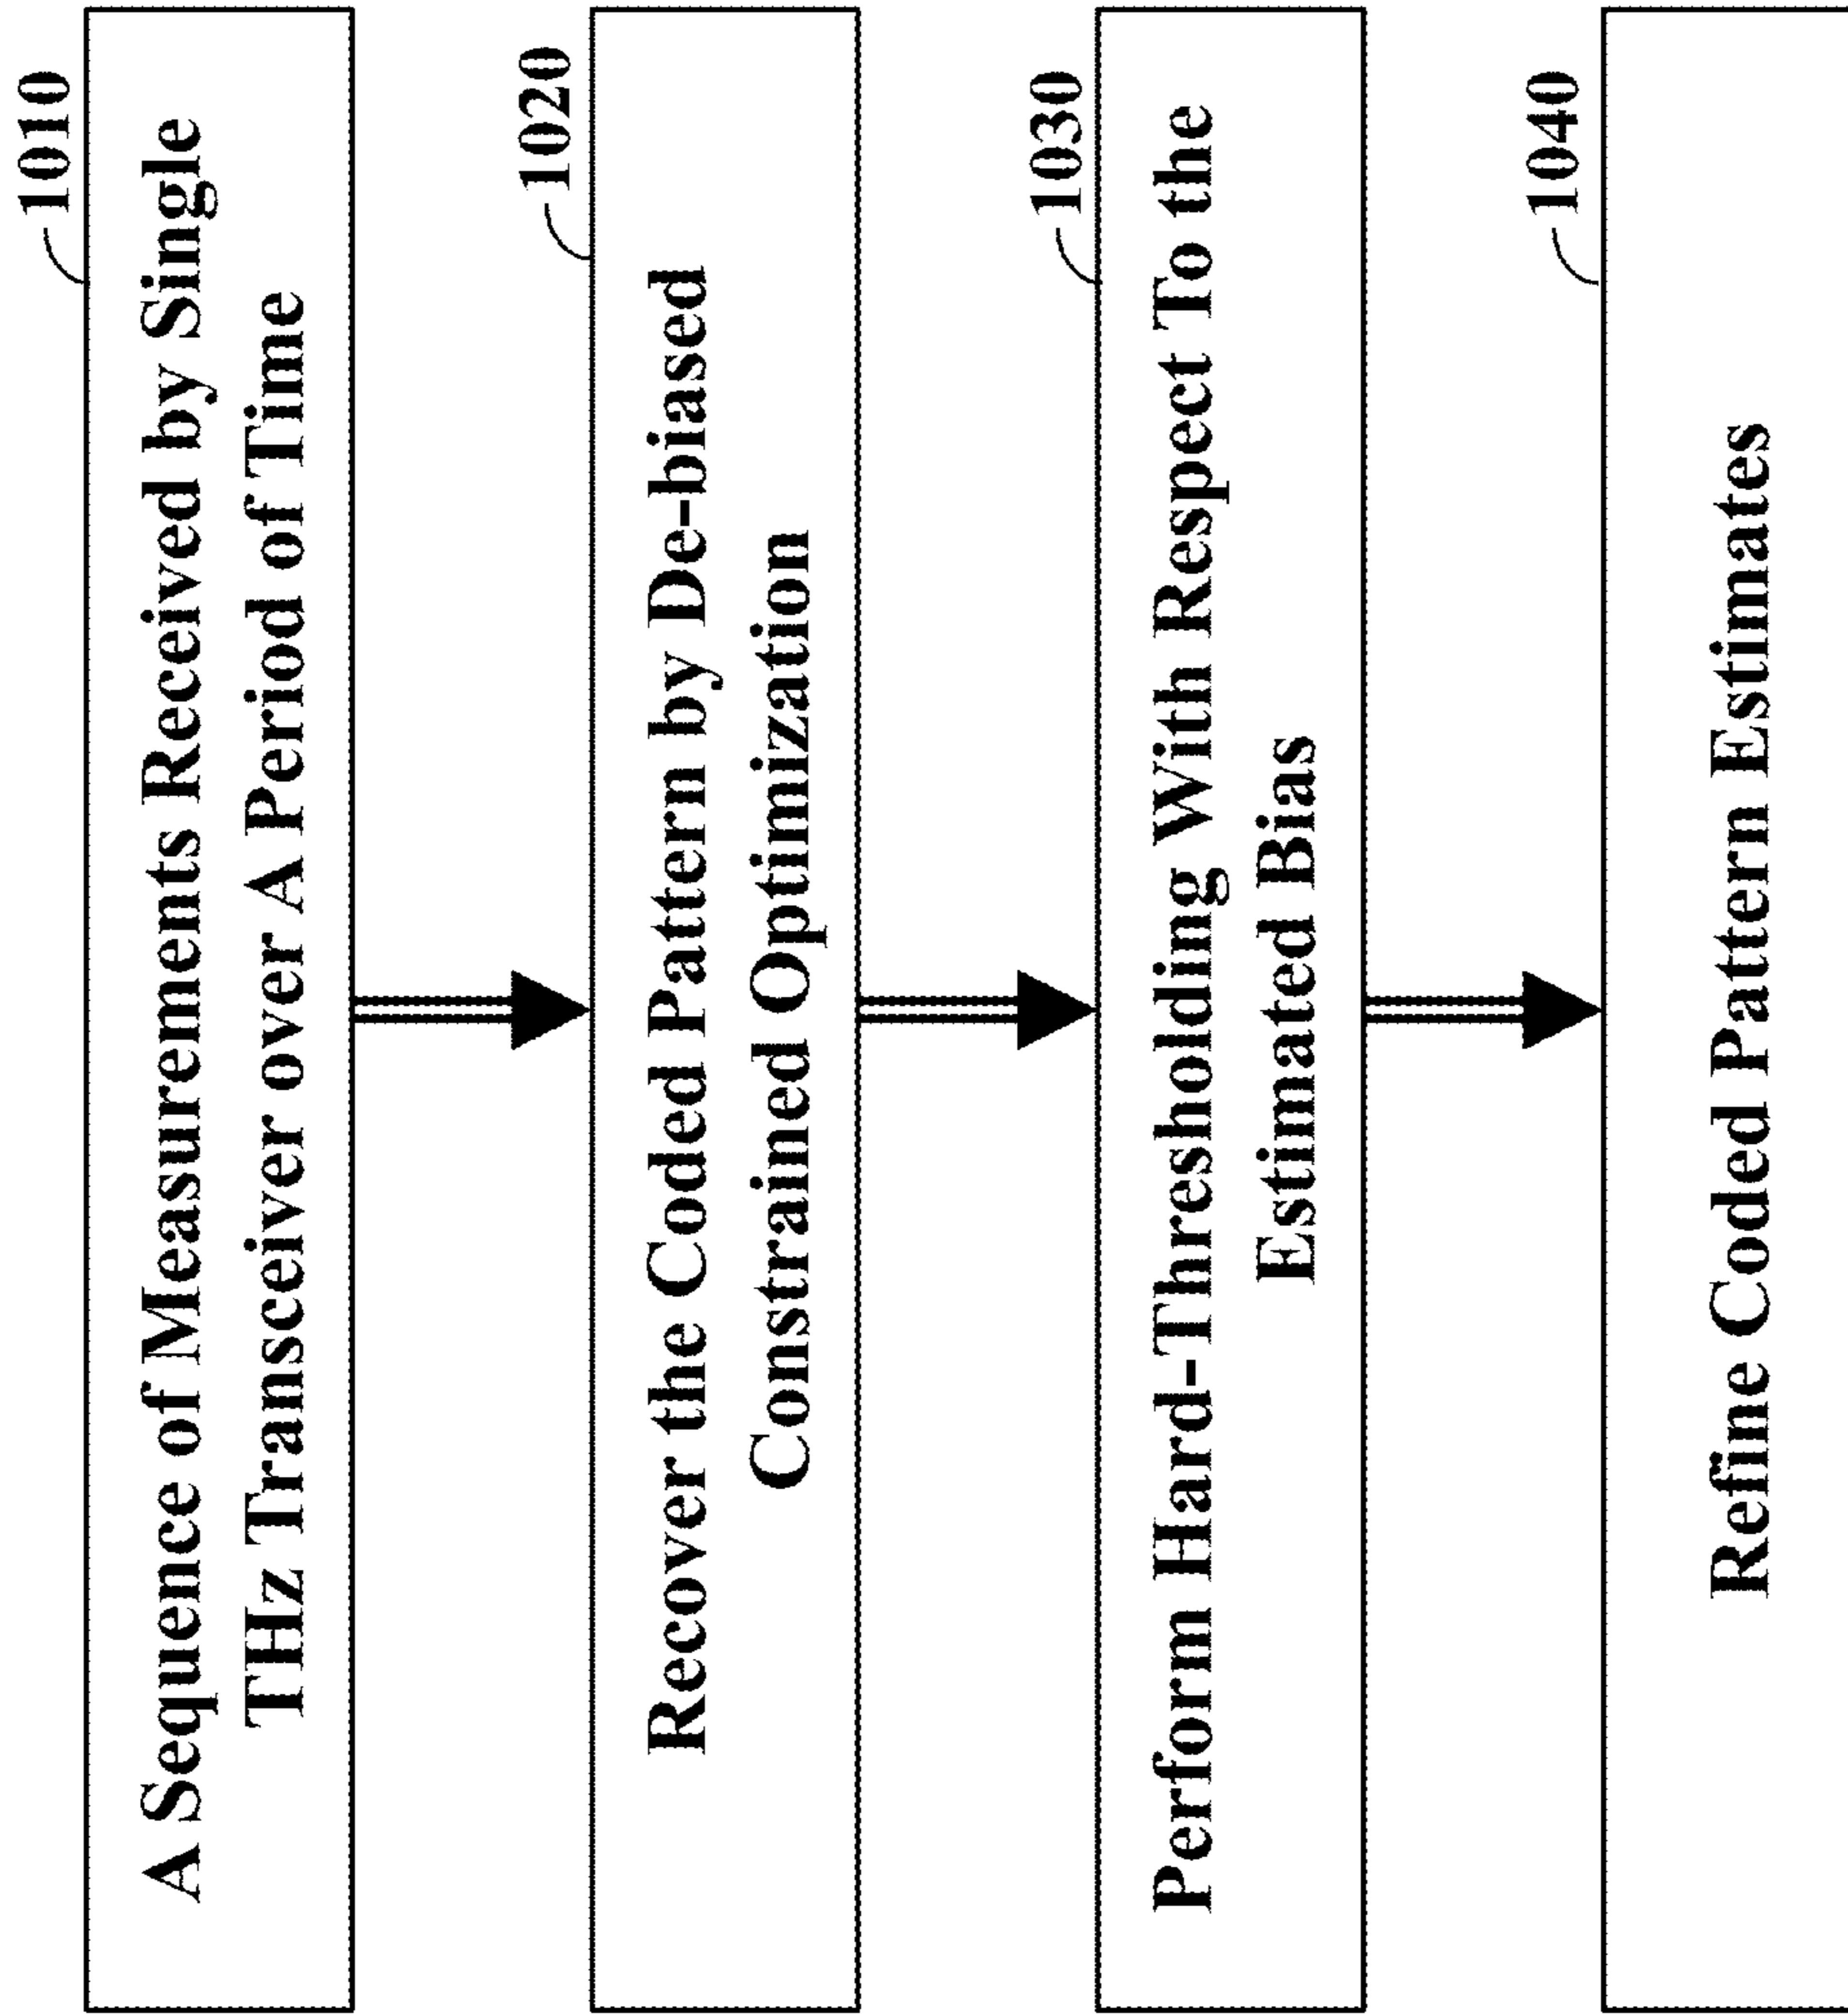 1010
A Sequence of Measurements Received by Single
THz Transceiver over A Period of Time
1020
Recover the Coded Pattern by De-biased
Constrained Optimization
1030
Perform Hard-Thresholding With Respect To the
Estimated Bias
1040
Refine Coded Pattern Estimates